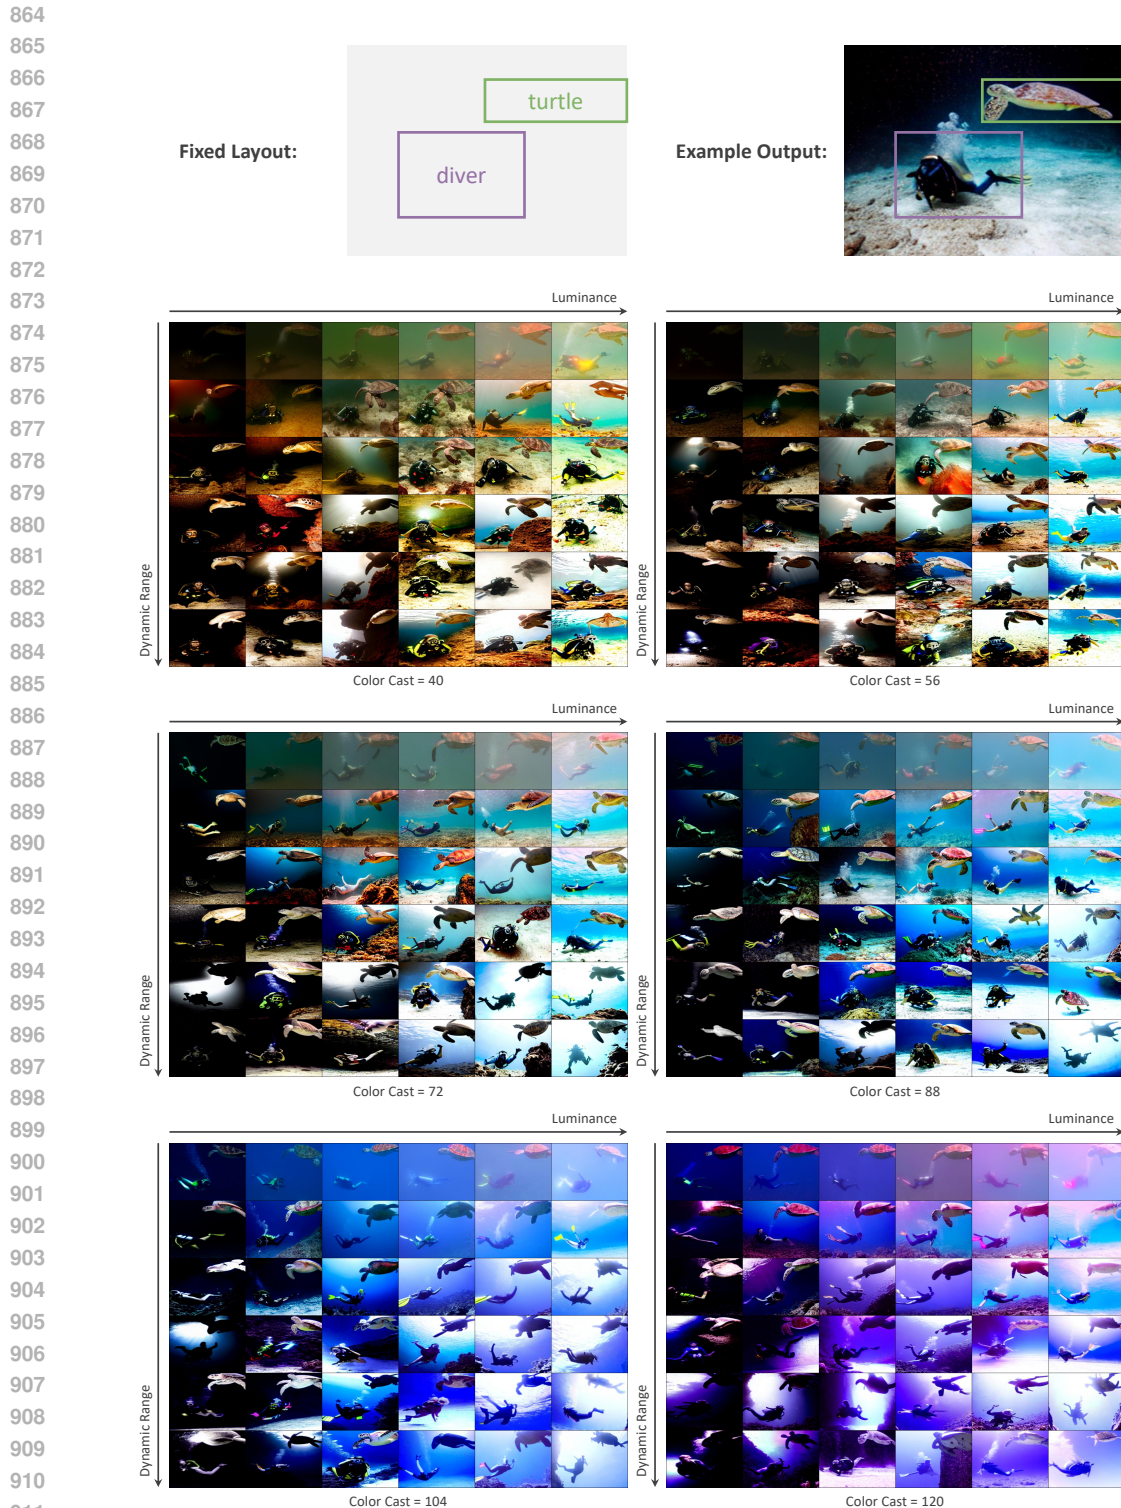 864
865
866
867
868
869
870
871
872
873
874
875
876
877
878
879
880
881
882
883
884
885
886
887
888
889
890
891
892
893
894
895
896
897
898
899
900
901
902
903
904
905
906
907
908
909
910
Fixed Layout:
turtle
diver
Example Output:
Luminance
Dynamic Range
Color Cast = 40
Luminance
Dynamic Range
Color Cast = 56
Luminance
Dynamic Range
Color Cast = 72
Luminance
Dynamic Range
Color Cast = 88
Luminance
Dynamic Range
Color Cast = 104
Luminance
Dynamic Range
Color Cast = 120